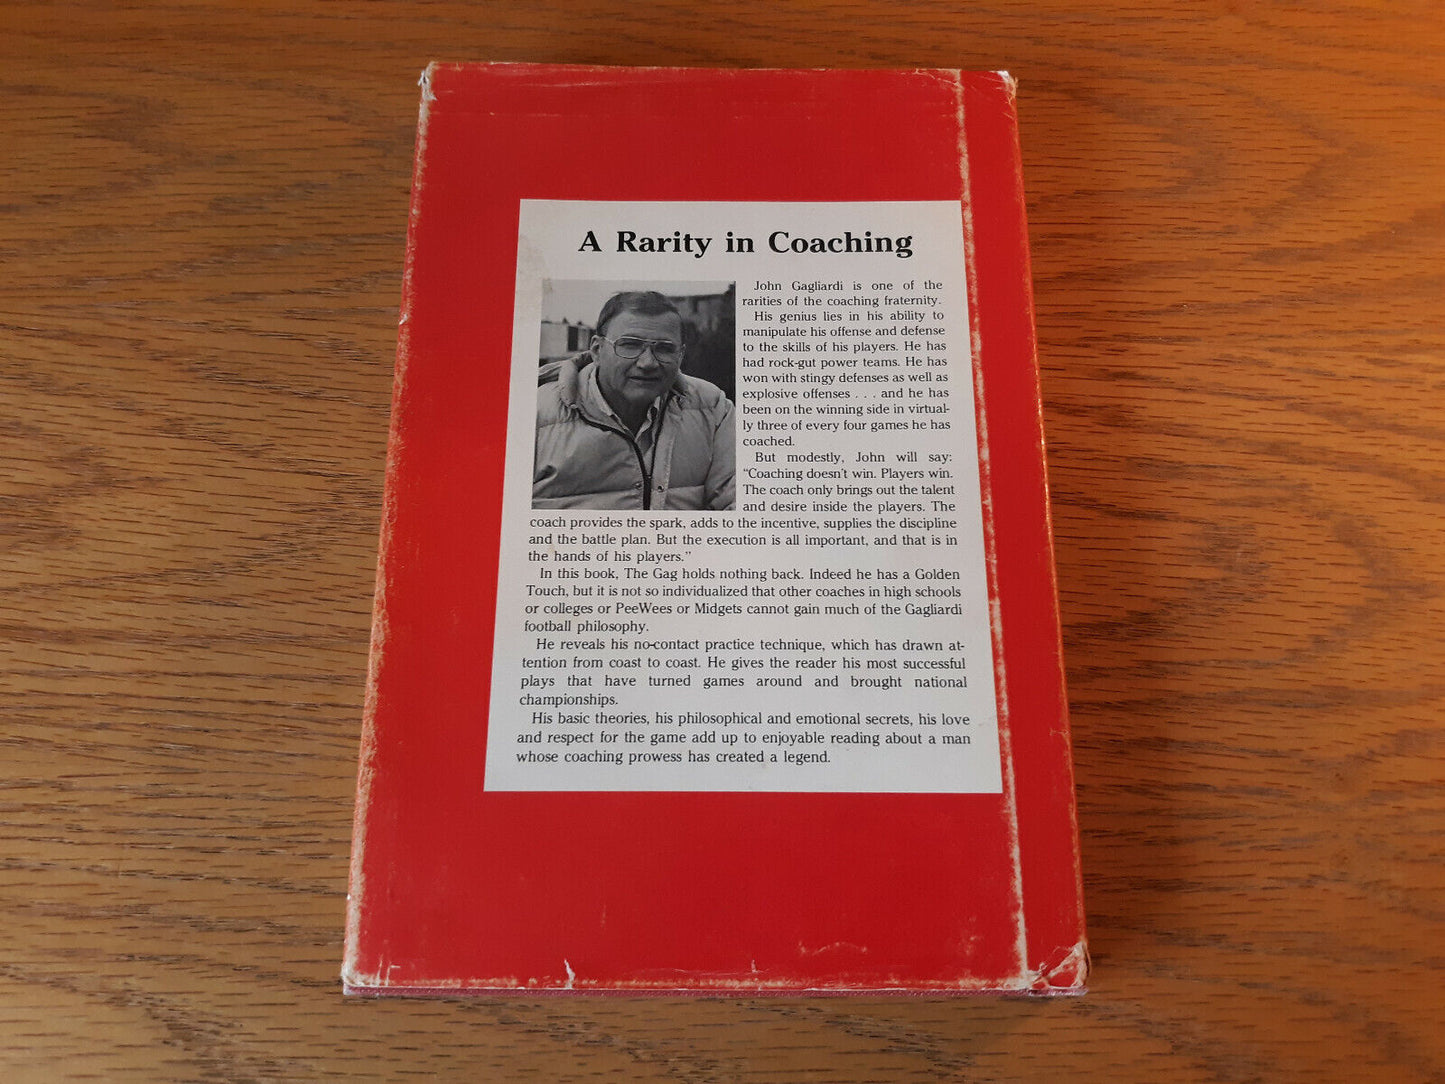 A Rarity in Coaching
John Gagliardi is one of the
rarities of the coaching fraternity.
His genius lies in his ability to
manipulate his offense and defense
to the skills of his players. He has
had rock-gut power teams. He has
won with stingy defenses as well as
explosive offenses . . . and he has
been on the winning side in virtual-
ly three of every four games he has
coached.
But modestly, John will say:
“Coaching doesn't win. Players win.
The coach only brings out the talent
and desire inside the players. The
coach provides the spark, adds to the incentive, supplies the discipline
and the battle plan. But the execution is all important, and that is in
the hands of his players.”
In this book, The Gag holds nothing back. Indeed he has a Golden
Touch, but it is not so individualized that other coaches in high schools
or colleges or PeeWees or Midgets cannot gain much of the Gagliardi
football philosophy.
He reveals his no-contact practice technique, which has drawn at-
tention from coast to coast. He gives the reader his most successful
plays that have turned games around and brought national
championships.
His basic theories, his philosophical and emotional secrets, his love
and respect for the game add up to enjoyable reading about a man
whose coaching prowess has created a legend.